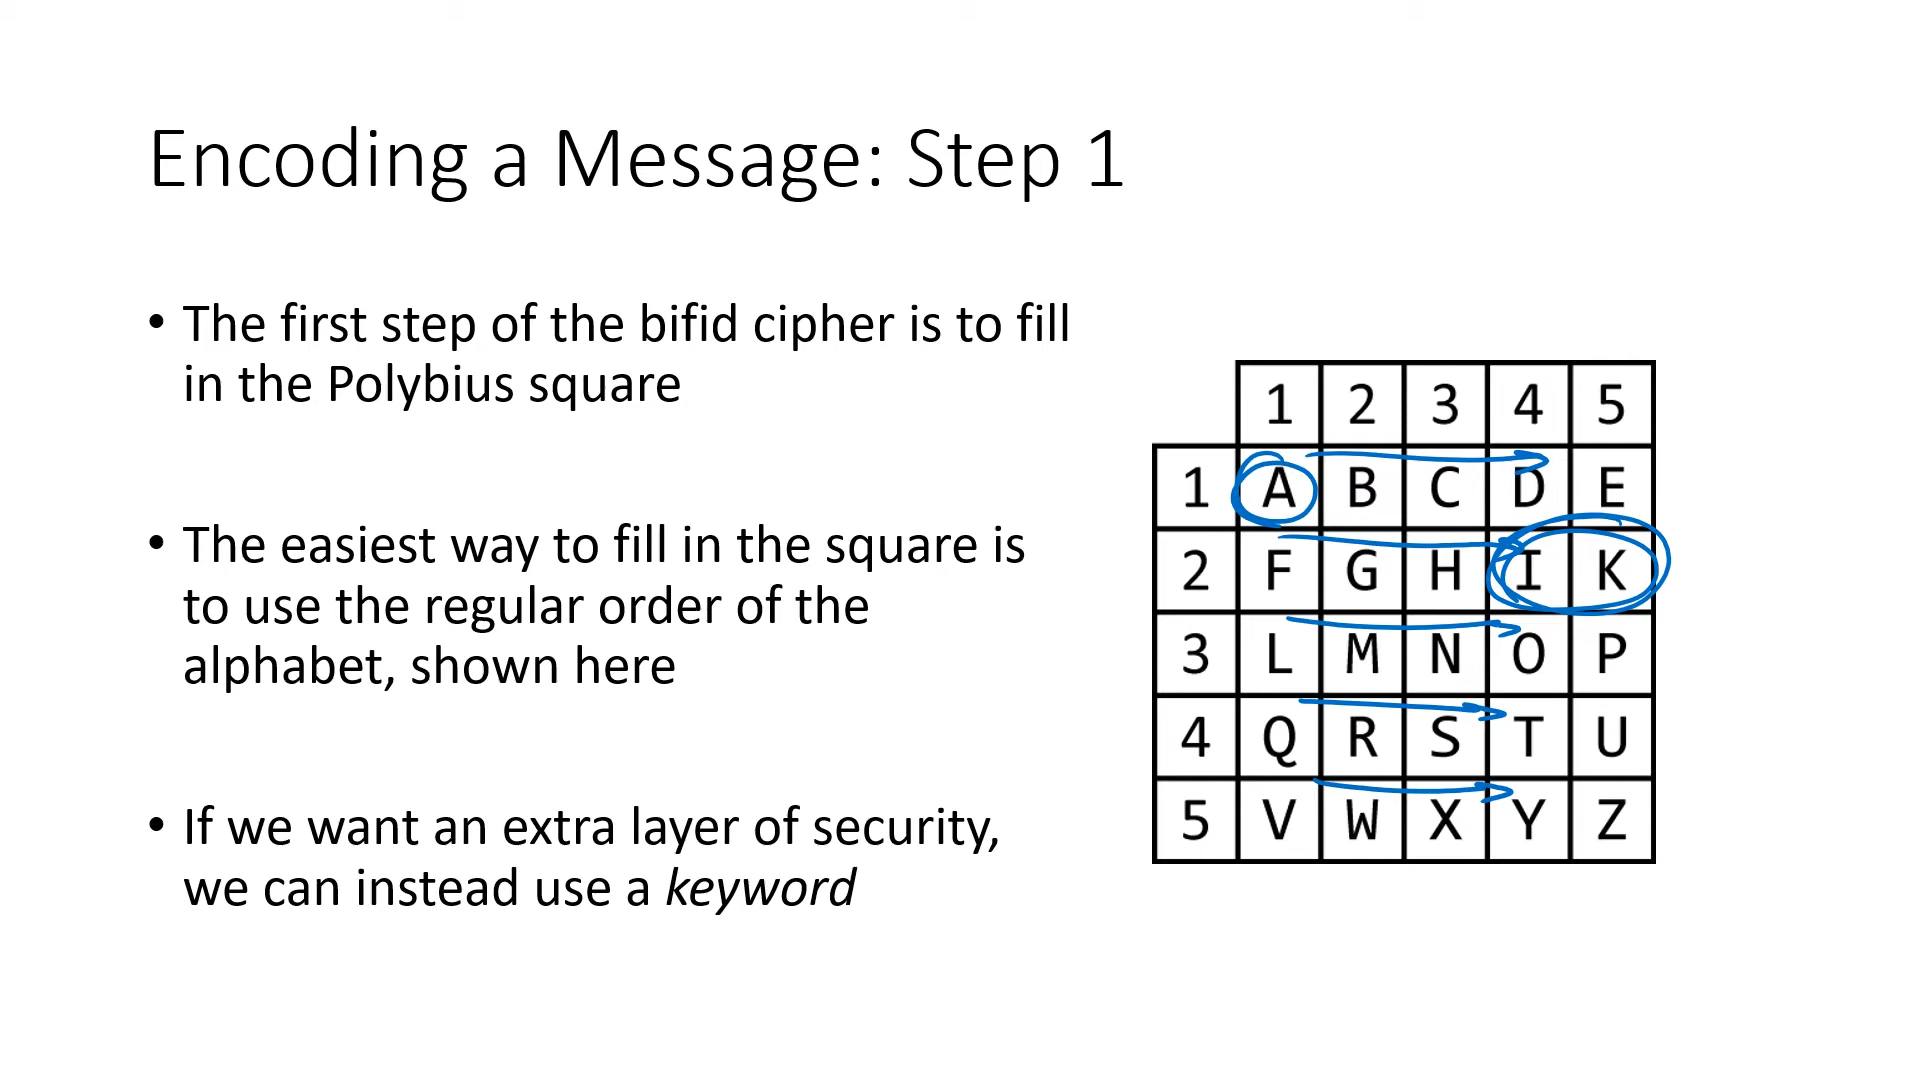 Encoding a Message: Step 1
• The first step of the bifid cipher is to fill
in the Polybius square
• The easiest way to fill in the square is
to use the regular order of the
alphabet, shown here
• If we want an extra layer of security,
we can instead use a keyword
1 2 3 4 5
1 A B C D E
2 F G H I K
3 L M N O P
4 Q R S T U
5 V W X Y Z